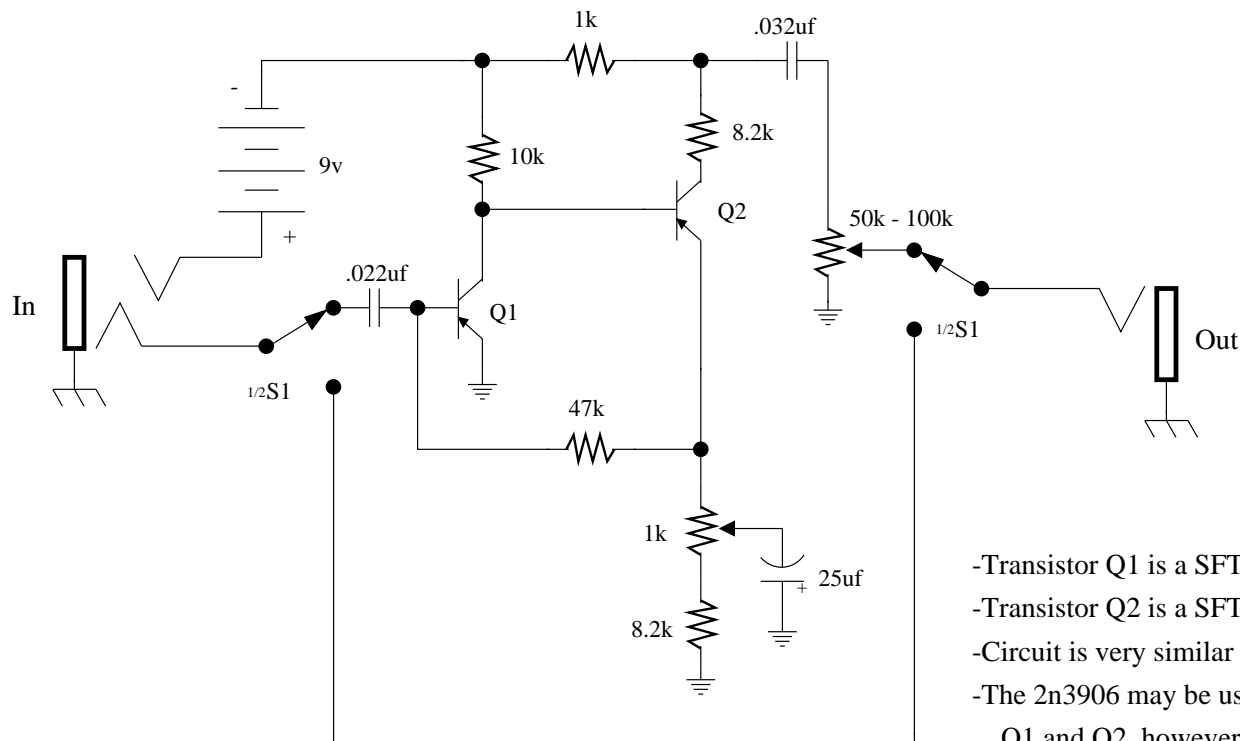 1k
.032uf
-
8.2k
10k
9v
Q2
50k - 100k
+
.022uf
In
Q1
1/2S1
Out
1/2S1
47k
1k
25uf
+
8.2k
-Transistor Q1 is a SFT
-Transistor Q2 is a SFT
-Circuit is very similar
-The 2n3906 may be us
Q1 and Q2, however